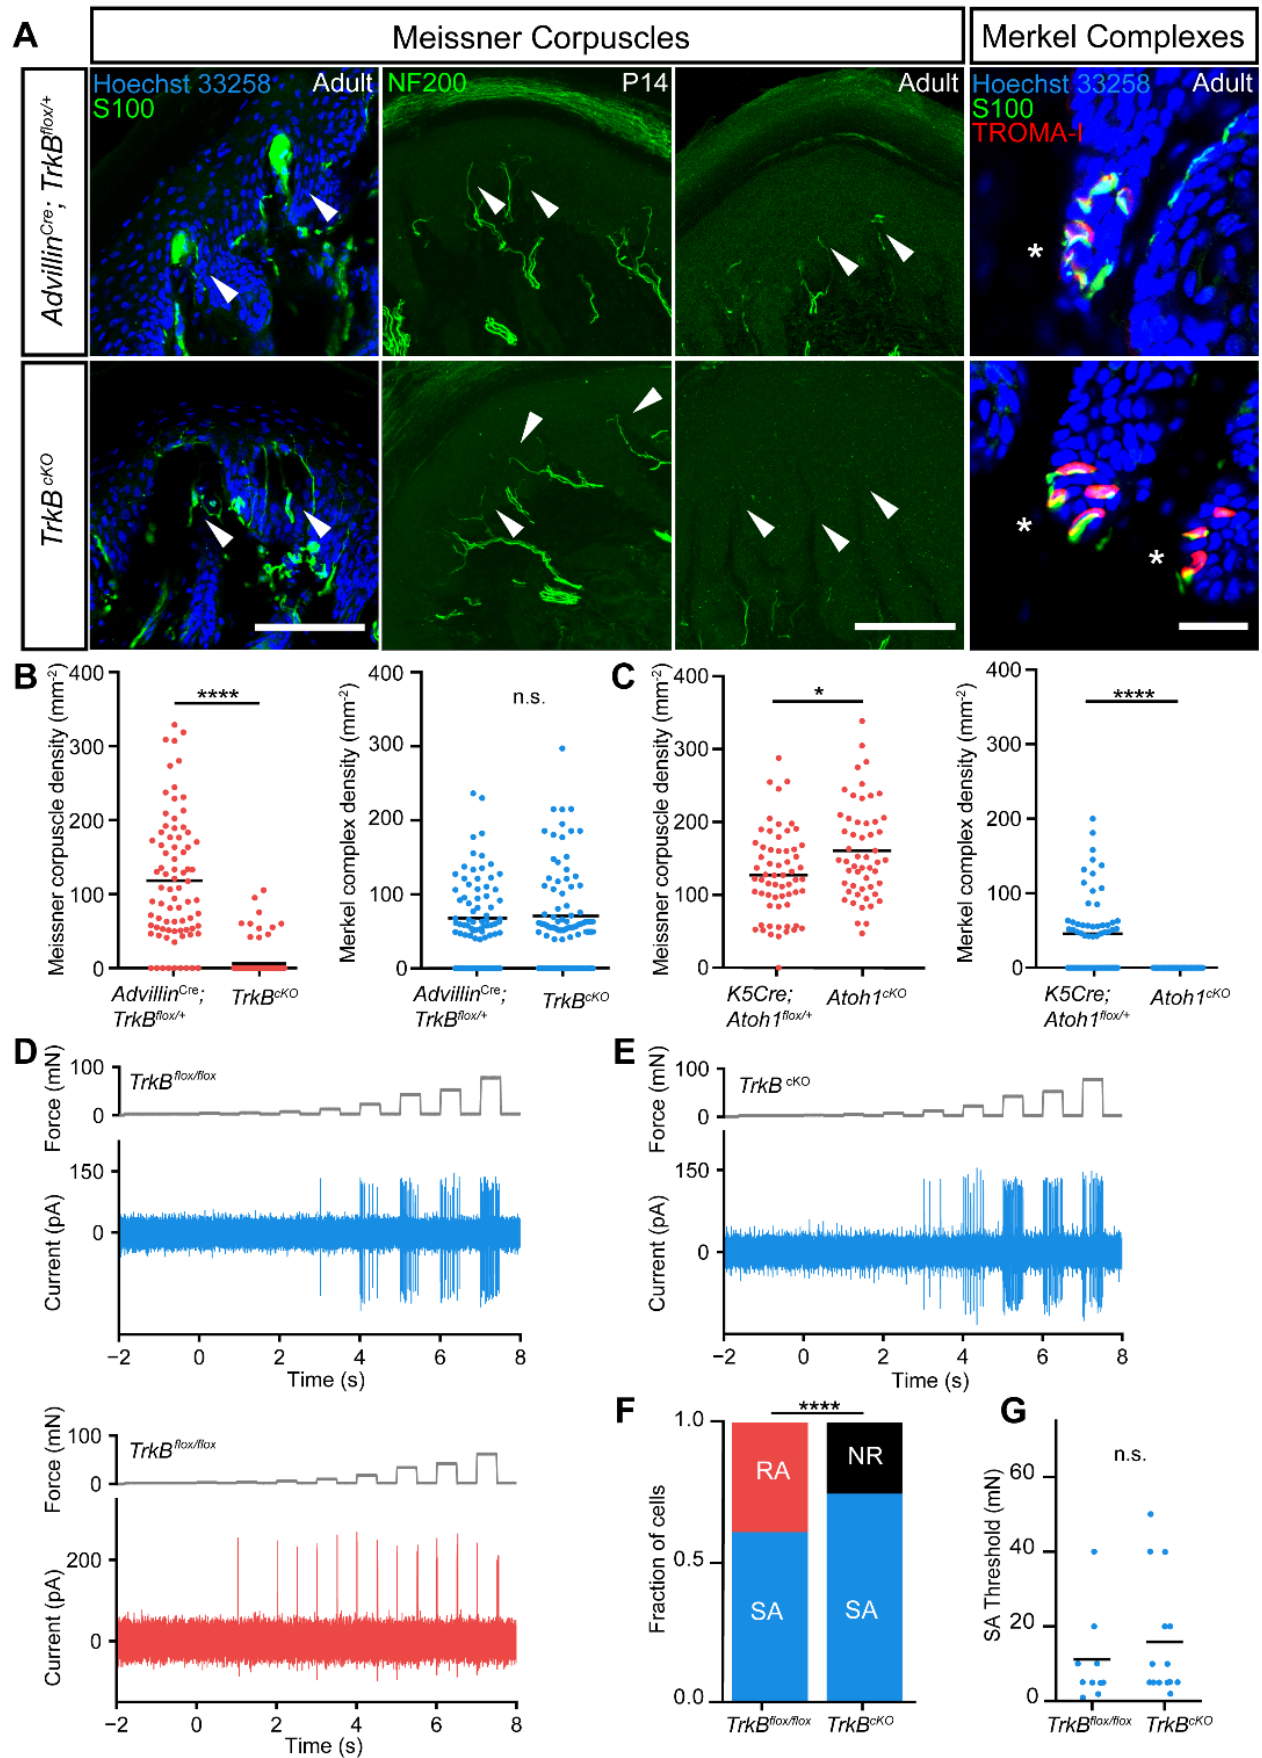 A
Meissner Corpuscles
Merkel Complexes
Advillin^Cre; TrkB^flox/+
Hoechst 33258
S100
Adult
NF200
P14
Adult
Hoechst 33258
S100
TROMA-I
Adult
*
TrkB^cKO
*
*
B
Meissner corpuscle density (mm^-2)
400
300
200
100
0
****
Advillin^Cre;
TrkB^flox/+
TrkB^cKO
Merkel complex density (mm^-2)
400
300
200
100
0
n.s.
Advillin^Cre;
TrkB^flox/+
TrkB^cKO
C
Meissner corpuscle density (mm^-2)
400
300
200
100
0
*
K5Cre;
Atoh1^flox/+
Atoh1^cKO
Merkel complex density (mm^-2)
400
300
200
100
0
****
K5Cre;
Atoh1^flox/+
Atoh1^cKO
D
Force (mN)
100
0
TrkB^flox/flox
Current (pA)
150
0
−2 0 2 4 6 8
Time (s)
Force (mN)
100
0
TrkB^flox/flox
Current (pA)
200
0
−2 0 2 4 6 8
Time (s)
E
Force (mN)
100
0
TrkB^cKO
Current (pA)
150
0
−2 0 2 4 6 8
Time (s)
F
Fraction of cells
1.0
0.5
0.0
****
RA
SA
NR
SA
TrkB^flox/flox
TrkB^cKO
G
SA Threshold (mN)
60
40
20
0
n.s.
TrkB^flox/flox
TrkB^cKO